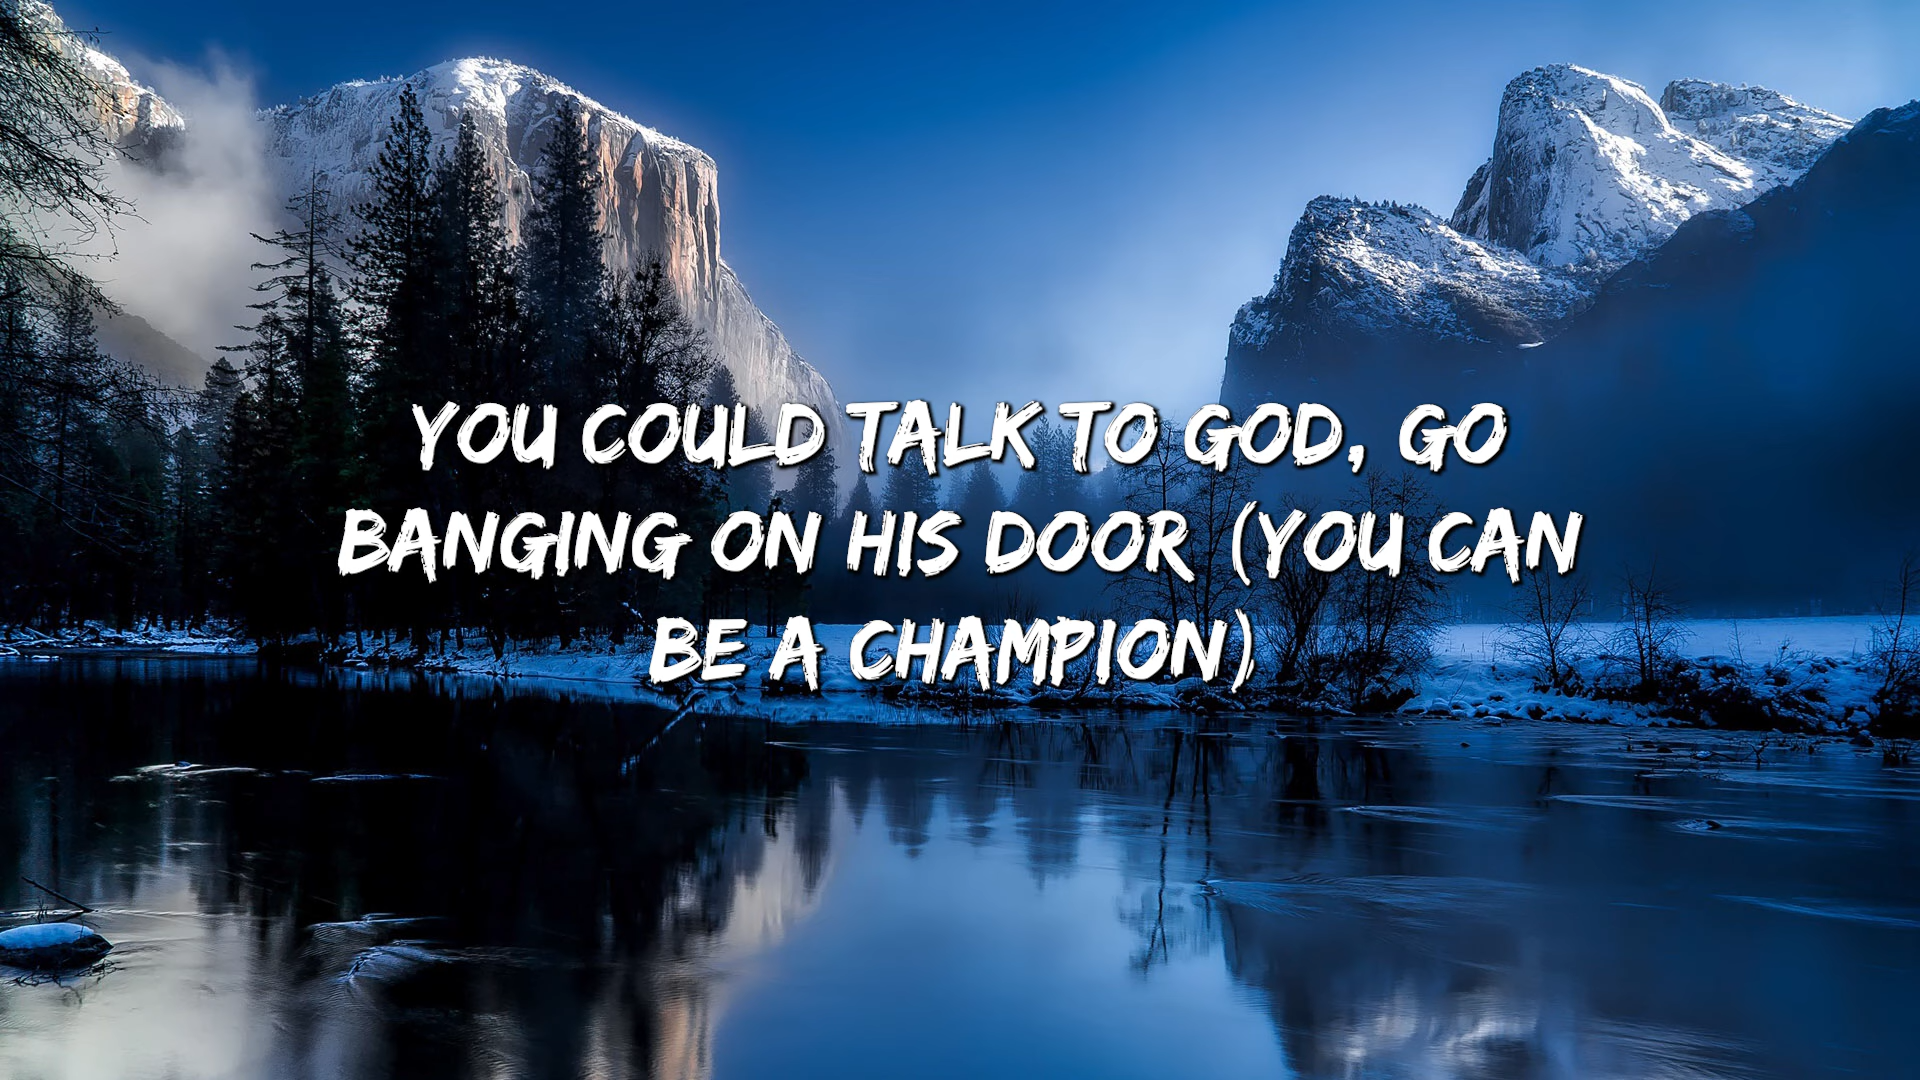 YOU COULD TALK TO GOD, GO
BANGING ON HIS DOOR (YOU CAN
BE A CHAMPION)